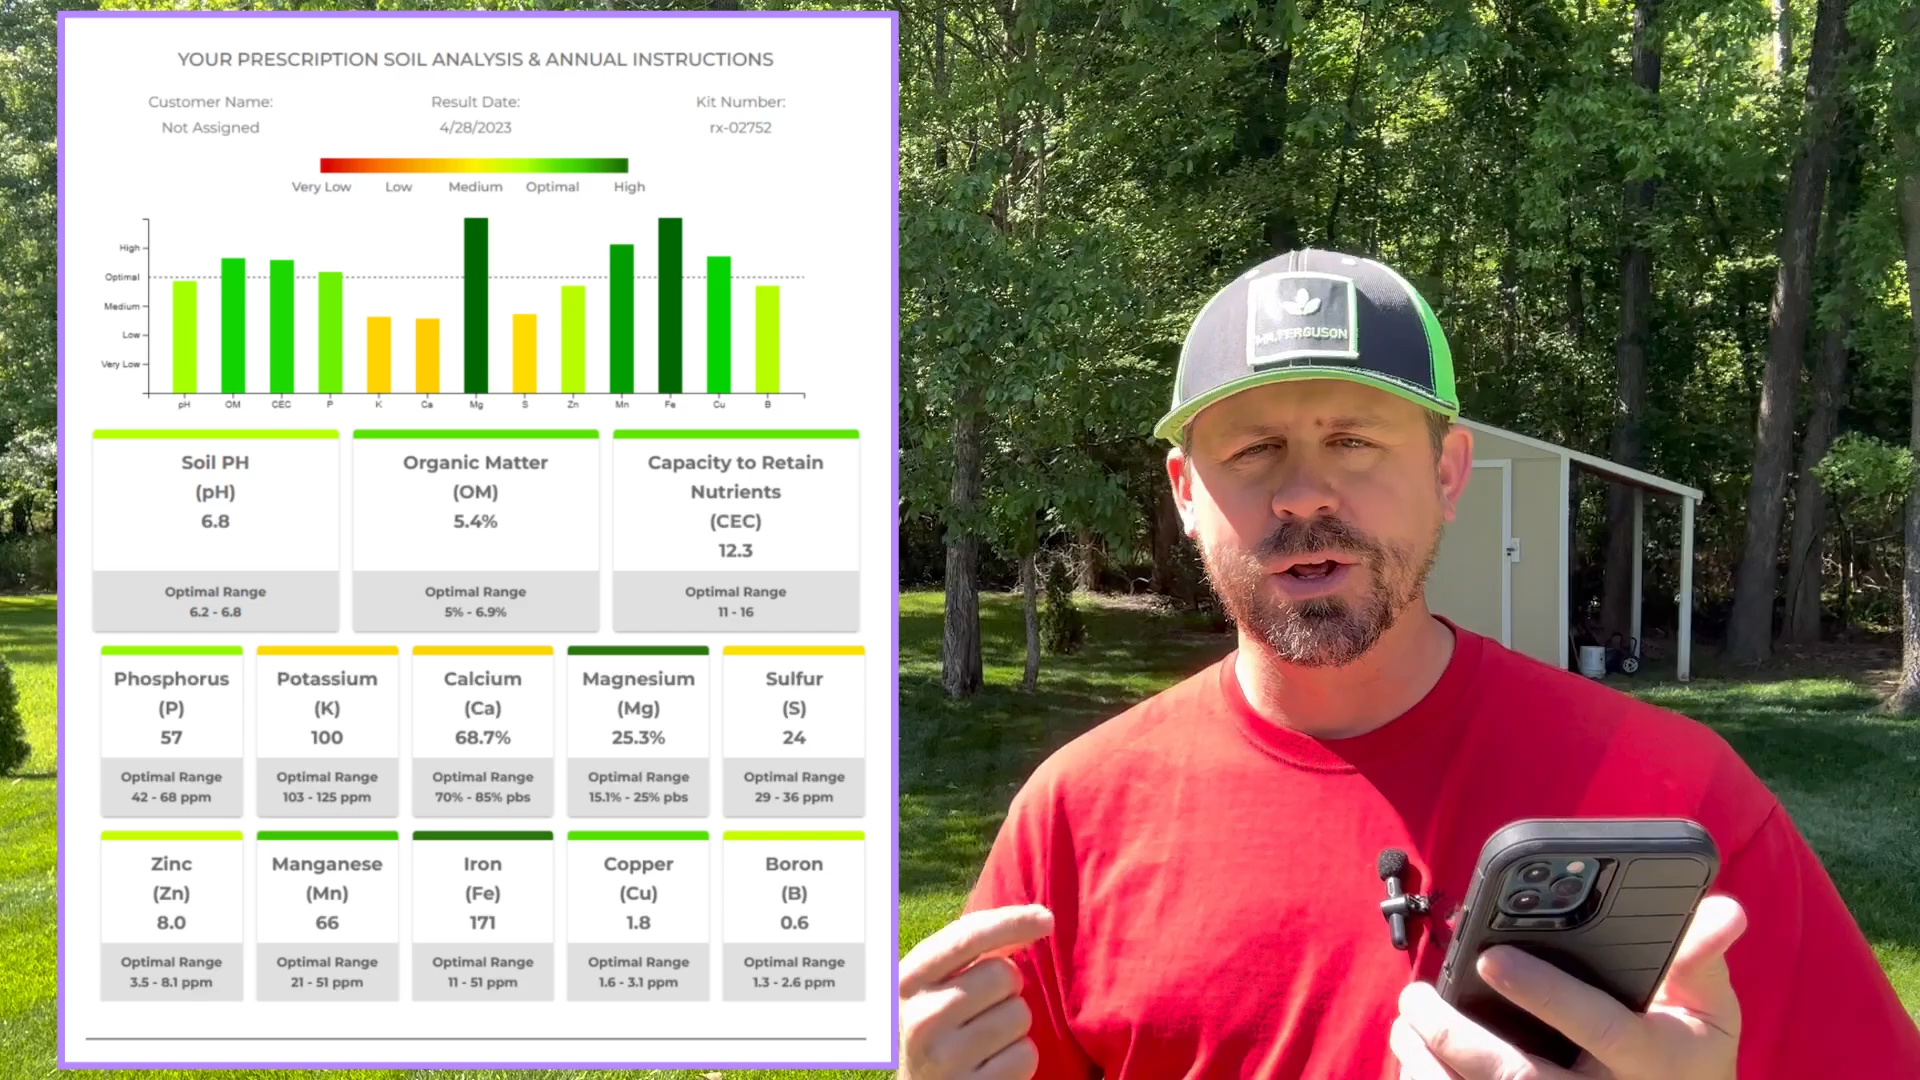 YOUR PRESCRIPTION SOIL ANALYSIS & ANNUAL INSTRUCTIONS
Customer Name: Result Date: Kit Number:
Not Assigned 4/28/2023 rx-02752
Very Low Low Medium Optimal High
High
Optimal
Medium
Low
Very Low
pH OM CEC P K Ca Mg S Zn Mn Fe Cu B
Soil PH
(pH)
6.8
Optimal Range
6.2 - 6.8
Organic Matter
(OM)
5.4%
Optimal Range
5% - 6.9%
Capacity to Retain
Nutrients
(CEC)
12.3
Optimal Range
11 - 16
Phosphorus
(P)
57
Optimal Range
42 - 68 ppm
Potassium
(K)
100
Optimal Range
103 - 125 ppm
Calcium
(Ca)
68.7%
Optimal Range
70% - 85% pbs
Magnesium
(Mg)
25.3%
Optimal Range
15.1% - 25% pbs
Sulfur
(S)
24
Optimal Range
29 - 36 ppm
Zinc
(Zn)
8.0
Optimal Range
3.5 - 8.1 ppm
Manganese
(Mn)
66
Optimal Range
21 - 51 ppm
Iron
(Fe)
171
Optimal Range
11 - 51 ppm
Copper
(Cu)
1.8
Optimal Range
1.6 - 3.1 ppm
Boron
(B)
0.6
Optimal Range
1.3 - 2.6 ppm